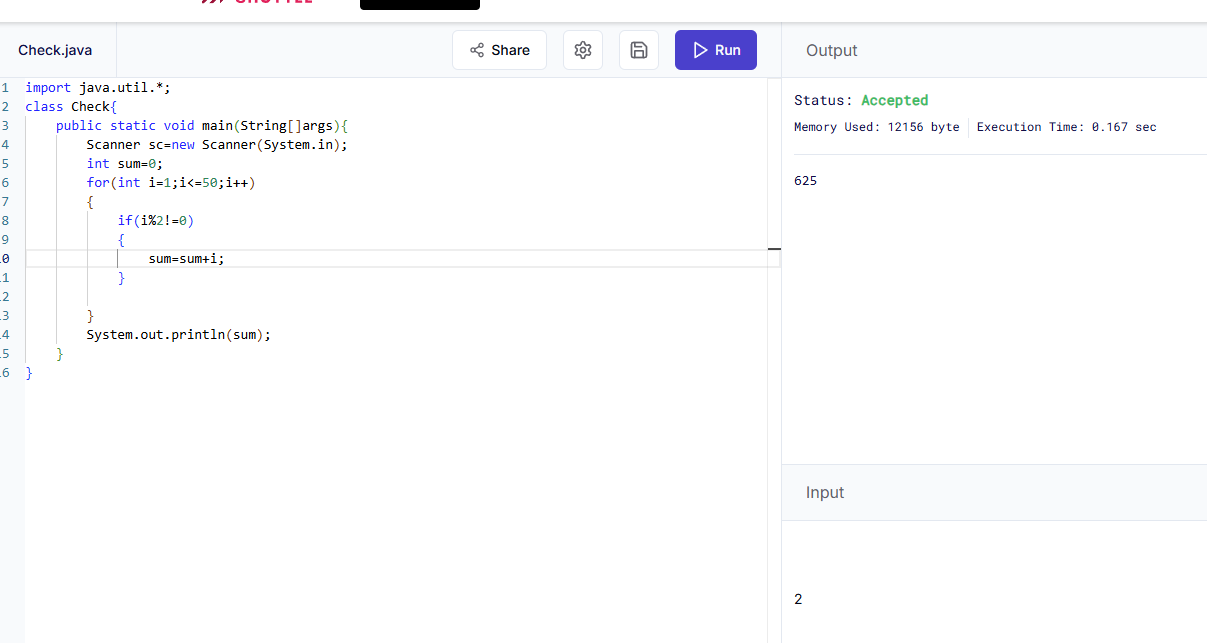 Check.java
Share
Run
Output
1 import java.util.*;
2 class Check{
3 public static void main(String[]args){
4 Scanner sc=new Scanner(System.in);
5 int sum=0;
6 for(int i=1;i<=50;i++)
7 {
8 if(i%2!=0)
9 {
0 sum=sum+i;
1 }
2
3 }
4 System.out.println(sum);
5 }
6 }
Status: Accepted
Memory Used: 12156 byte
Execution Time: 0.167 sec
625
Input
2